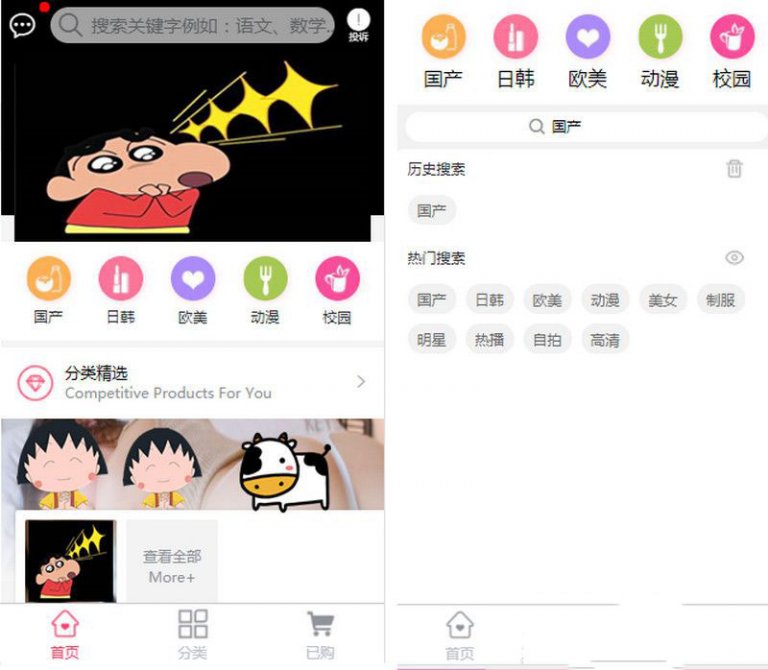 搜索关键字例如：语文、数学...
投诉
国产
日韩
欧美
动漫
校园
分类精选
Competitive Products For You
查看全部
More+
首页
分类
已购
国产
日韩
欧美
动漫
校园
国产
历史搜索
国产
热门搜索
国产
日韩
欧美
动漫
美女
制服
明星
热播
自拍
高清
首页